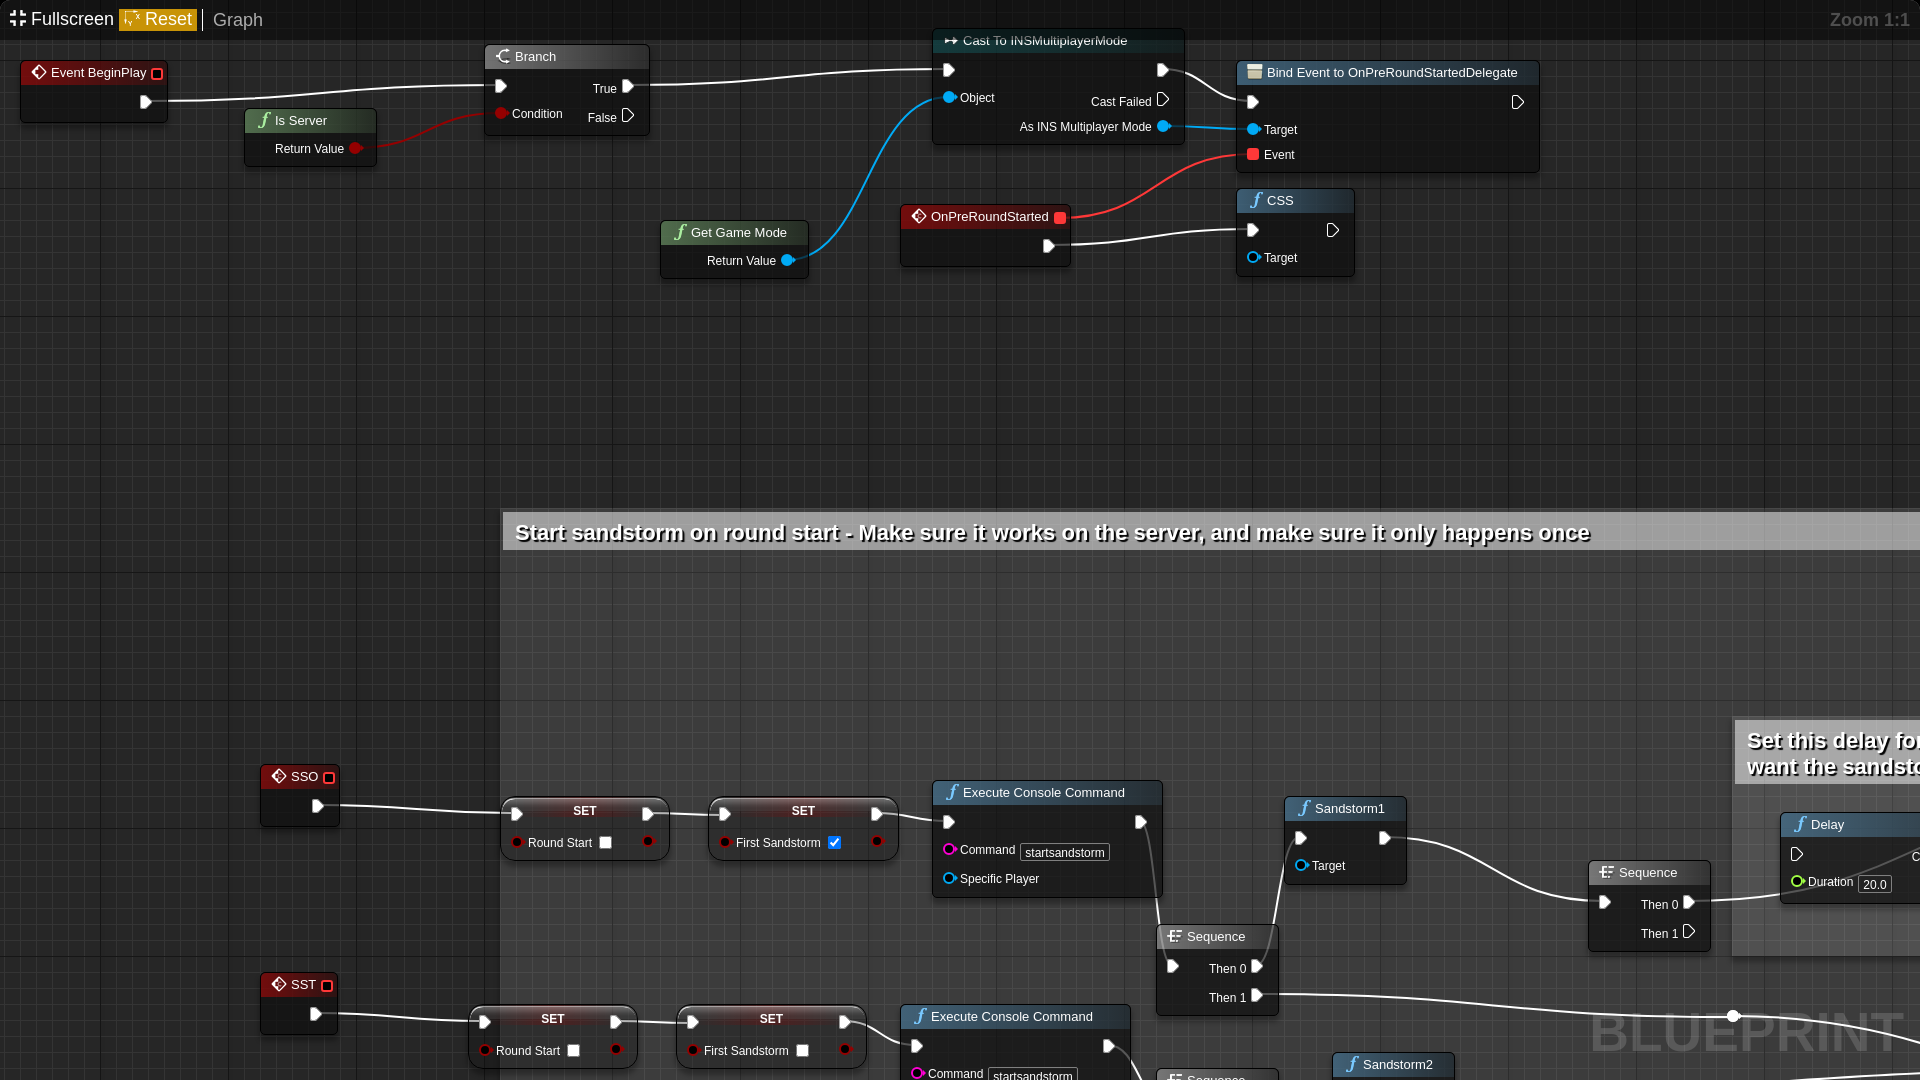 Fullscreen Reset Graph Zoom 1:1
Cast To INSMultiplayerMode
Object
Cast Failed
As INS Multiplayer Mode
Branch
True
Condition
False
Event BeginPlay
Bind Event to OnPreRoundStartedDelegate
Target
Event
Is Server
Return Value
CSS
Target
OnPreRoundStarted
Get Game Mode
Return Value
Start sandstorm on round start - Make sure it works on the server, and make sure it only happens once
Set this delay for
want the sandsto
SSO
SET
Round Start
SET
First Sandstorm
Execute Console Command
Command startsandstorm
Specific Player
Sandstorm1
Target
Delay
C
Duration 20.0
Sequence
Then 0
Then 1
Sequence
Then 0
Then 1
SST
SET
Round Start
SET
First Sandstorm
Execute Console Command
Command startsandstorm
Sequence
Sandstorm2
BLUEPRINT